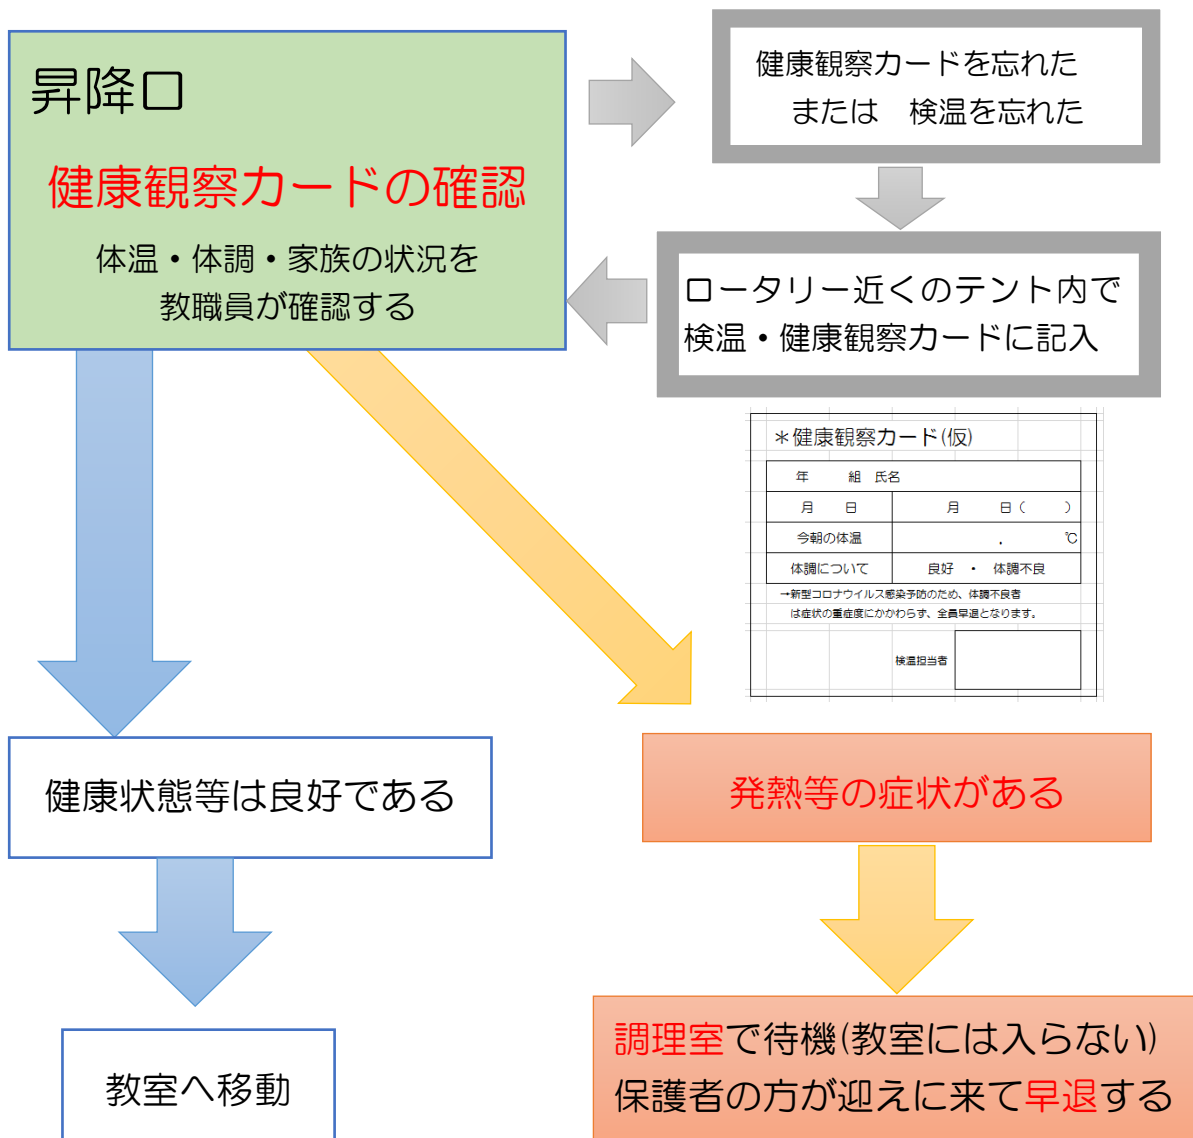 昇降口
健康観察カードの確認
体温・体調・家族の状況を
教職員が確認する
健康観察カードを忘れた
または　検温を忘れた
ロータリー近くのテント内で
検温・健康観察カードに記入
＊健康観察カード(仮)
年　　組　氏名
月　　日　　月　　日（　　）
今朝の体温　　．　　℃
体調について　　良好　・　体調不良
→新型コロナウイルス感染予防のため、体調不良者
は症状の重症度にかかわらず、全員早退となります。
検温担当者
健康状態等は良好である
発熱等の症状がある
教室へ移動
調理室で待機(教室には入らない)
保護者の方が迎えに来て早退する